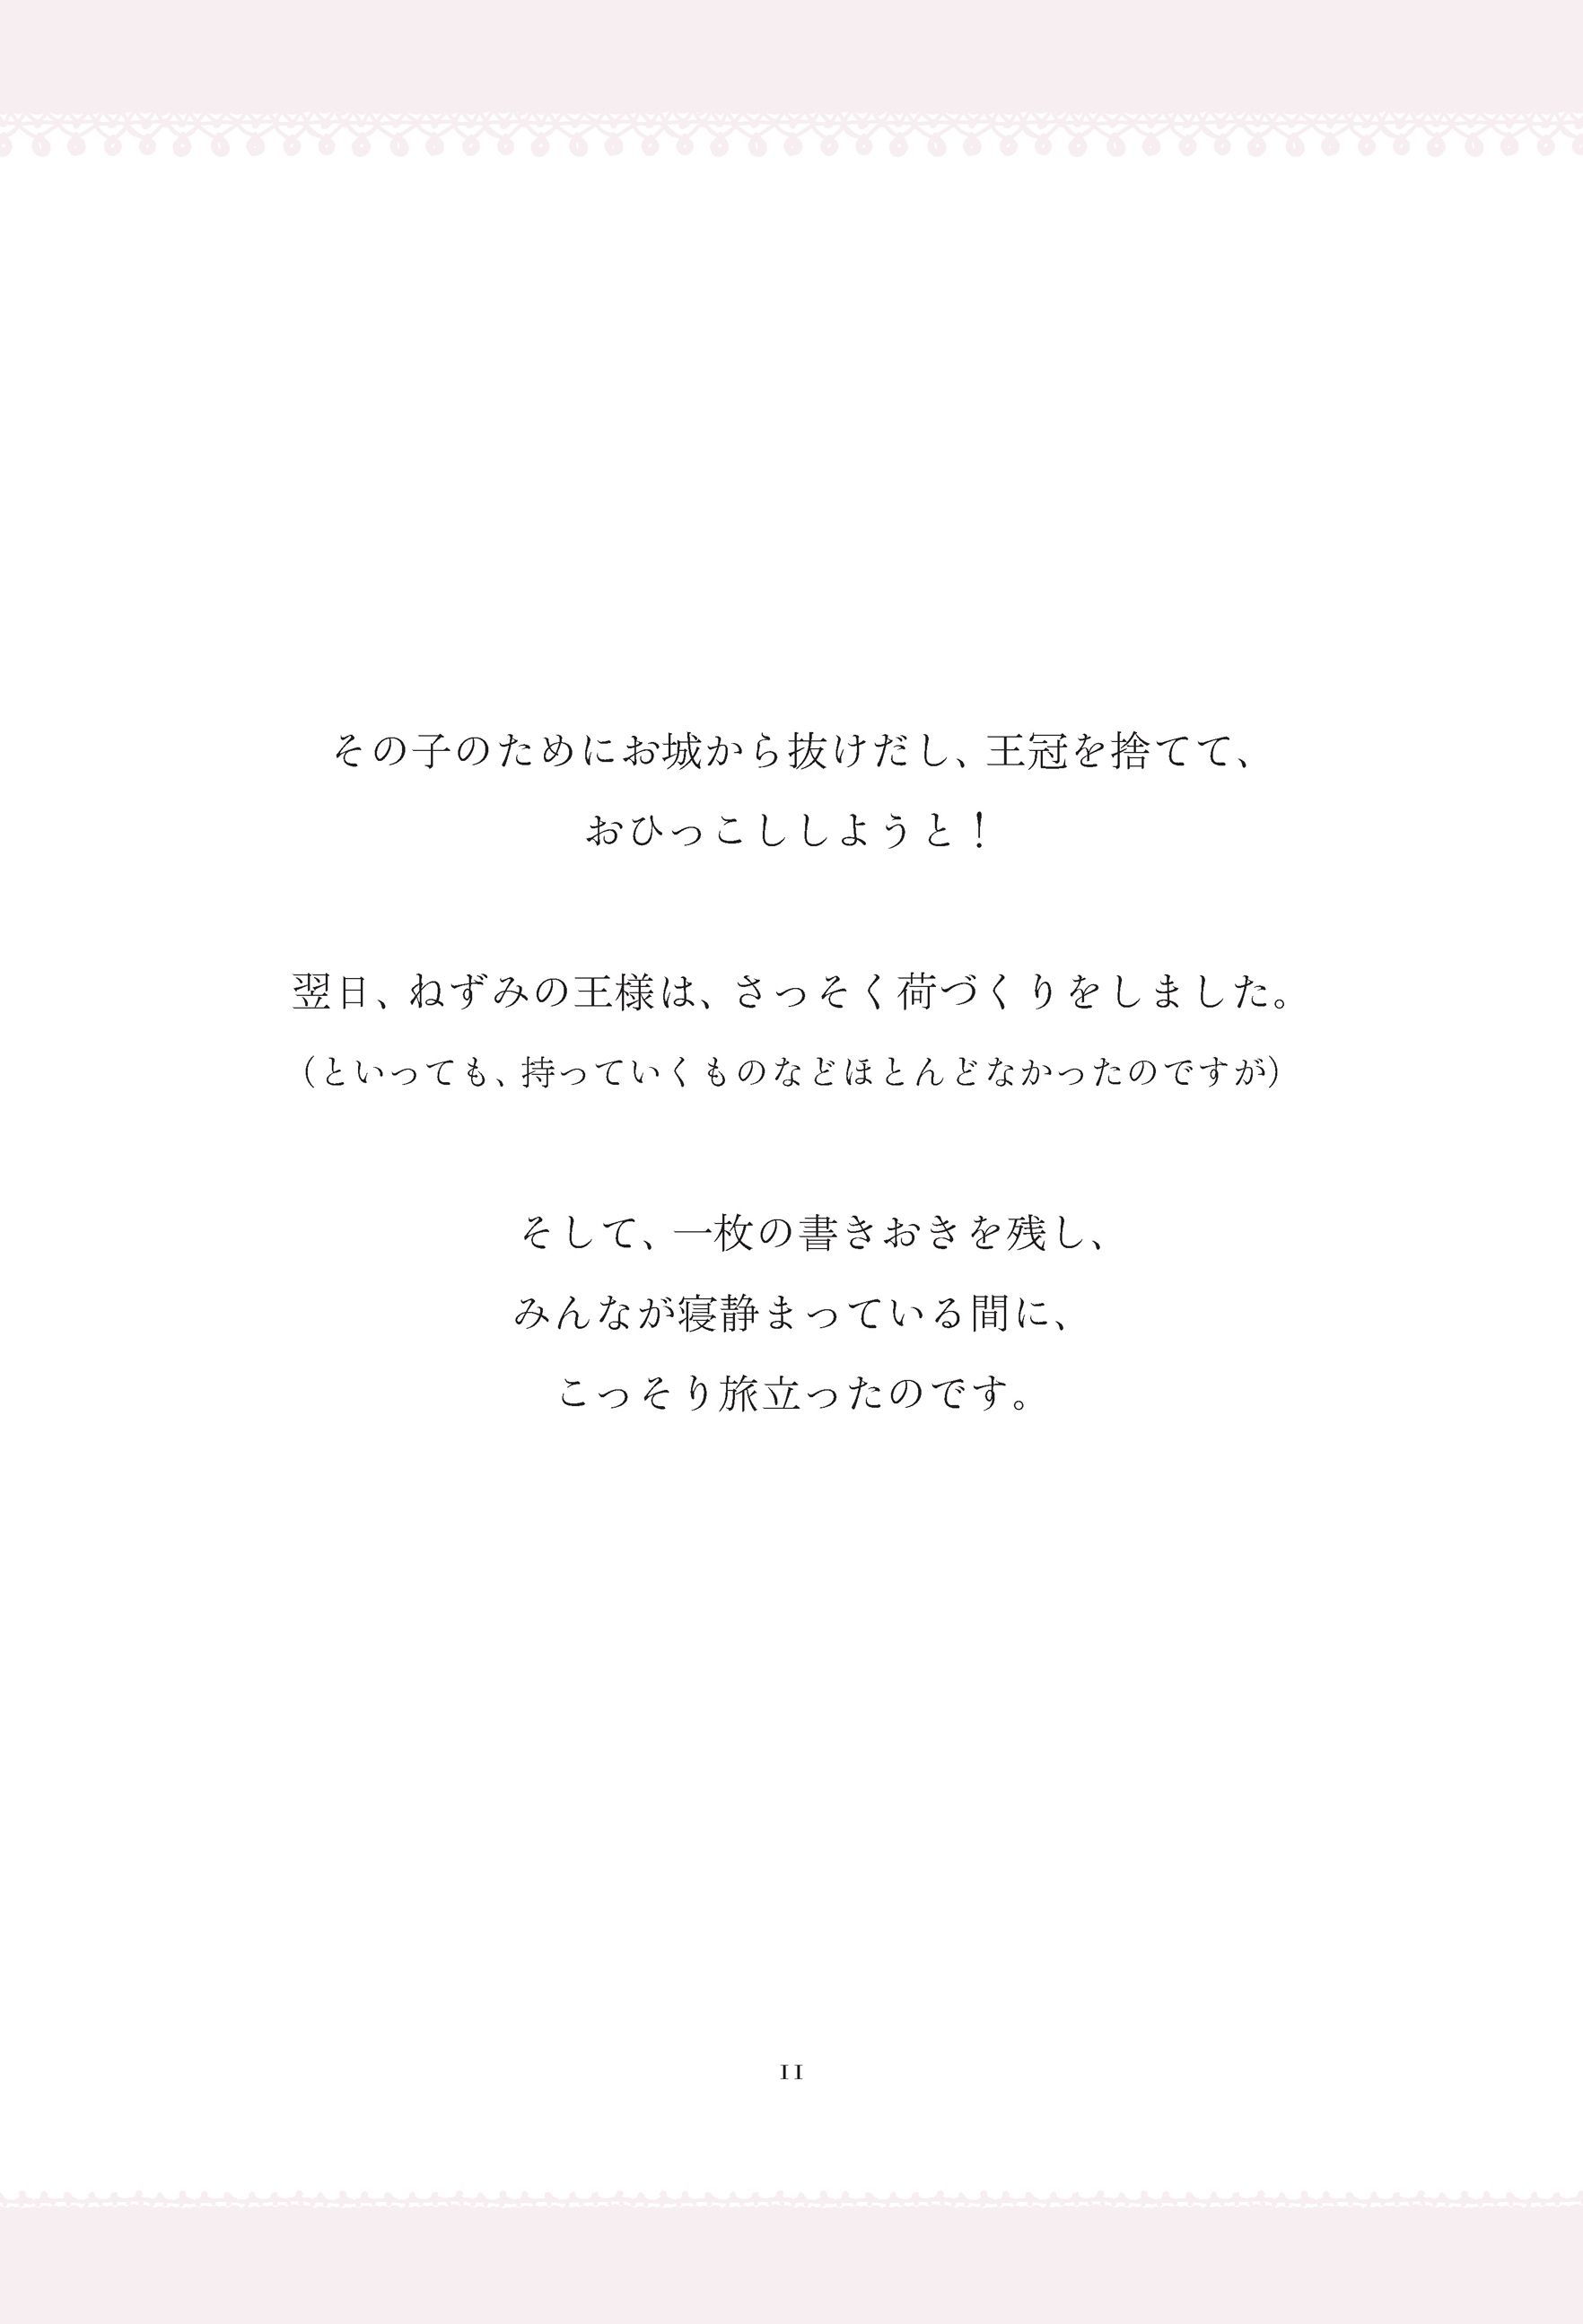 その子のためにお城から抜けだし、王冠を捨てて、
おひっこししようと！
翌日、ねずみの王様は、さっそく荷づくりをしました。
（といっても、持っていくものなどほとんどなかったのですが）
そして、一枚の書きおきを残し、
みんなが寝静まっている間に、
こっそり旅立ったのです。
11